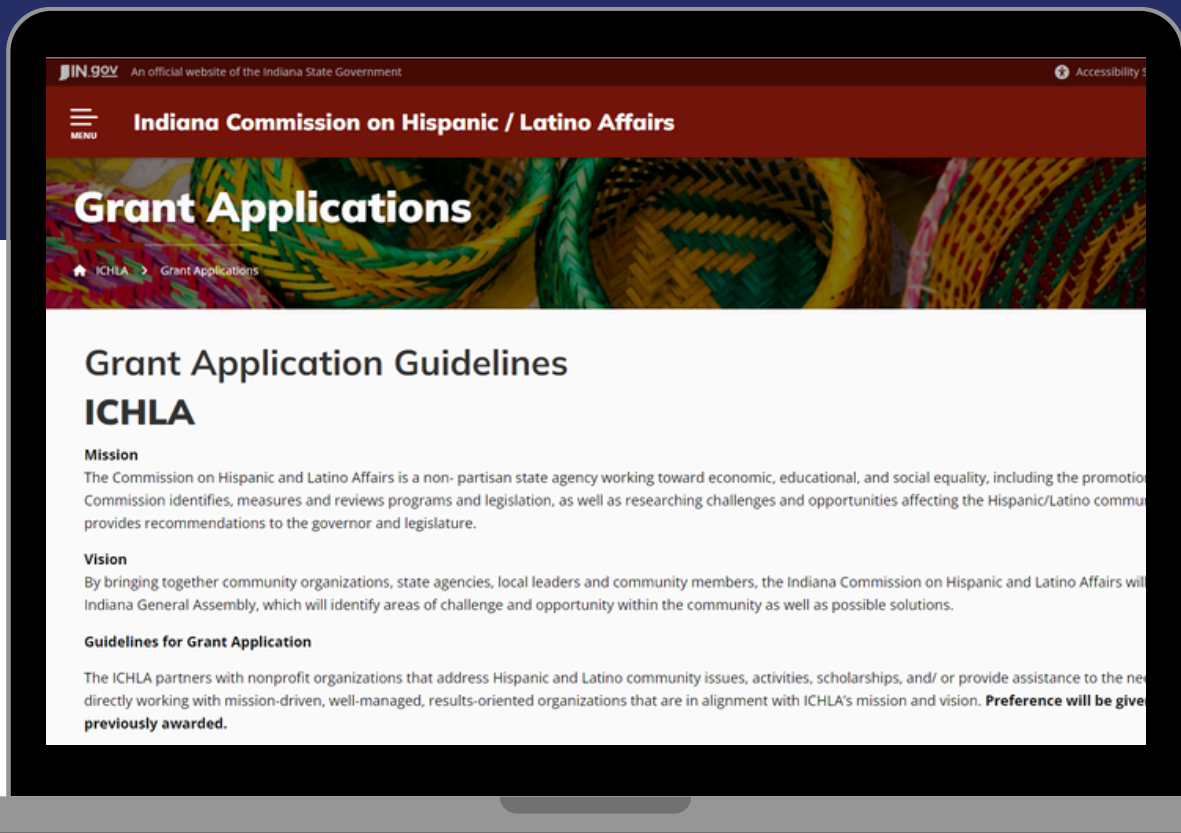 IN.gov An official website of the Indiana State Government Accessibility S
MENU
Indiana Commission on Hispanic / Latino Affairs
Grant Applications
ICHLA > Grant Applications
Grant Application Guidelines
ICHLA
Mission
The Commission on Hispanic and Latino Affairs is a non- partisan state agency working toward economic, educational, and social equality, including the promotion
Commission identifies, measures and reviews programs and legislation, as well as researching challenges and opportunities affecting the Hispanic/Latino commu
provides recommendations to the governor and legislature.
Vision
By bringing together community organizations, state agencies, local leaders and community members, the Indiana Commission on Hispanic and Latino Affairs will
Indiana General Assembly, which will identify areas of challenge and opportunity within the community as well as possible solutions.
Guidelines for Grant Application
The ICHLA partners with nonprofit organizations that address Hispanic and Latino community issues, activities, scholarships, and/ or provide assistance to the nee
directly working with mission-driven, well-managed, results-oriented organizations that are in alignment with ICHLA's mission and vision. Preference will be give
previously awarded.